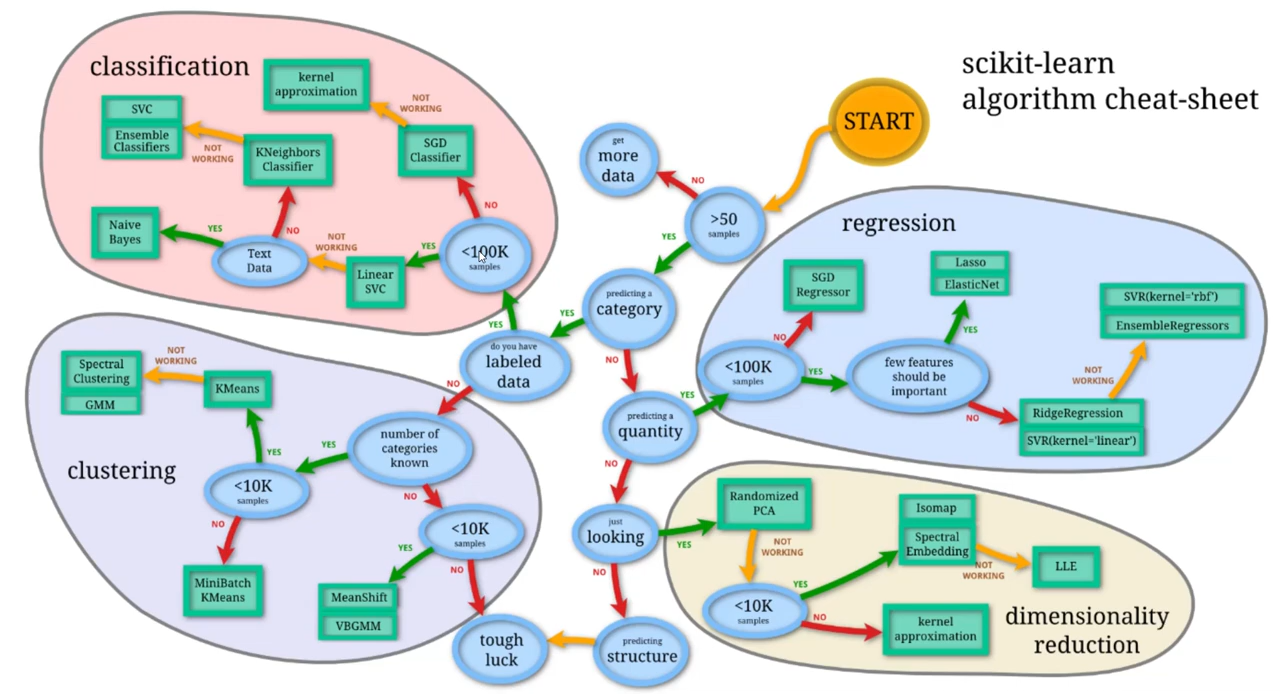 scikit-learn
algorithm cheat-sheet
START
>50
samples
NO
get
more
data
YES
predicting a
category
YES
do you have
labeled
data
NO
predicting a
quantity
YES
NO
just
looking
YES
NO
predicting
structure
tough
luck
classification
YES
<100K
samples
NO
SGD
Classifier
NOT
WORKING
kernel
approximation
YES
Linear
SVC
NOT
WORKING
Text
Data
YES
Naive
Bayes
NO
KNeighbors
Classifier
NOT
WORKING
SVC
Ensemble
Classifiers
clustering
NO
number of
categories
known
YES
<10K
samples
YES
KMeans
NOT
WORKING
Spectral
Clustering
GMM
NO
MiniBatch
KMeans
NO
<10K
samples
YES
MeanShift
VBGMM
NO
regression
<100K
samples
NO
SGD
Regressor
YES
few features
should be
important
YES
Lasso
ElasticNet
NO
RidgeRegression
SVR(kernel='linear')
NOT
WORKING
SVR(kernel='rbf')
EnsembleRegressors
dimensionality
reduction
Randomized
PCA
NOT
WORKING
<10K
samples
YES
Isomap
Spectral
Embedding
NOT
WORKING
LLE
NO
kernel
approximation